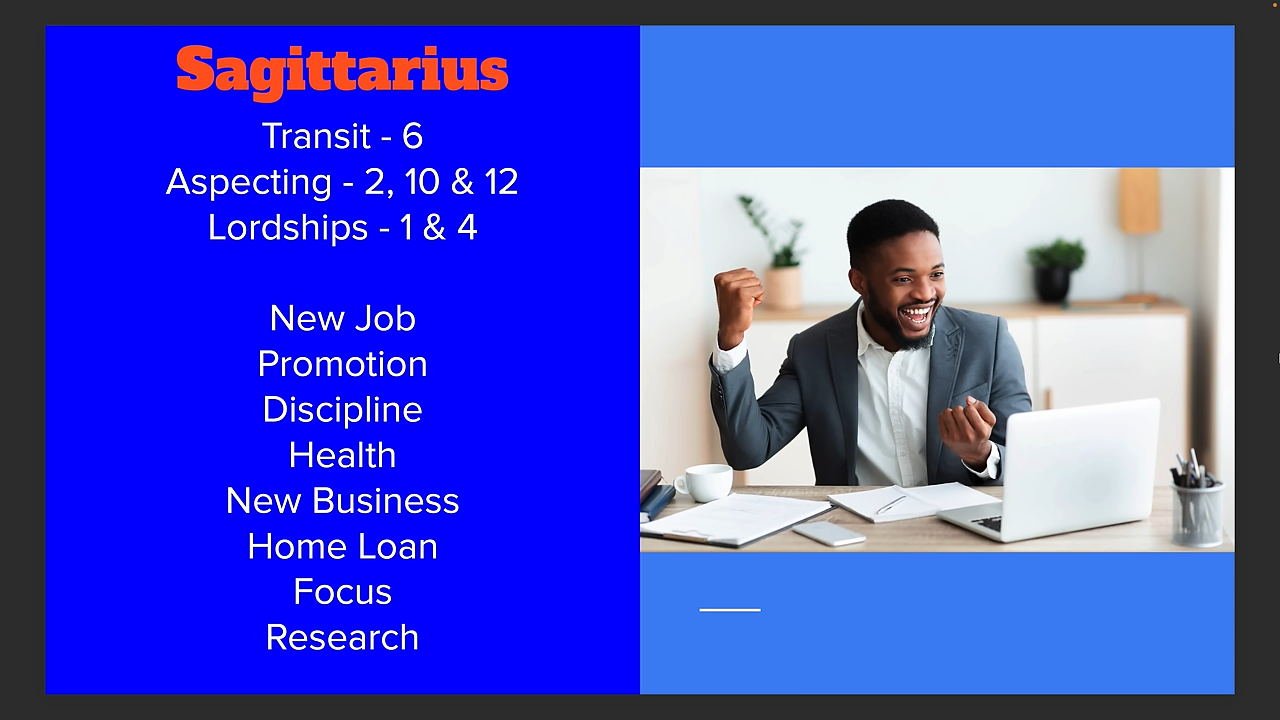 Sagittarius
Transit - 6
Aspecting - 2, 10 & 12
Lordships - 1 & 4
New Job
Promotion
Discipline
Health
New Business
Home Loan
Focus
Research